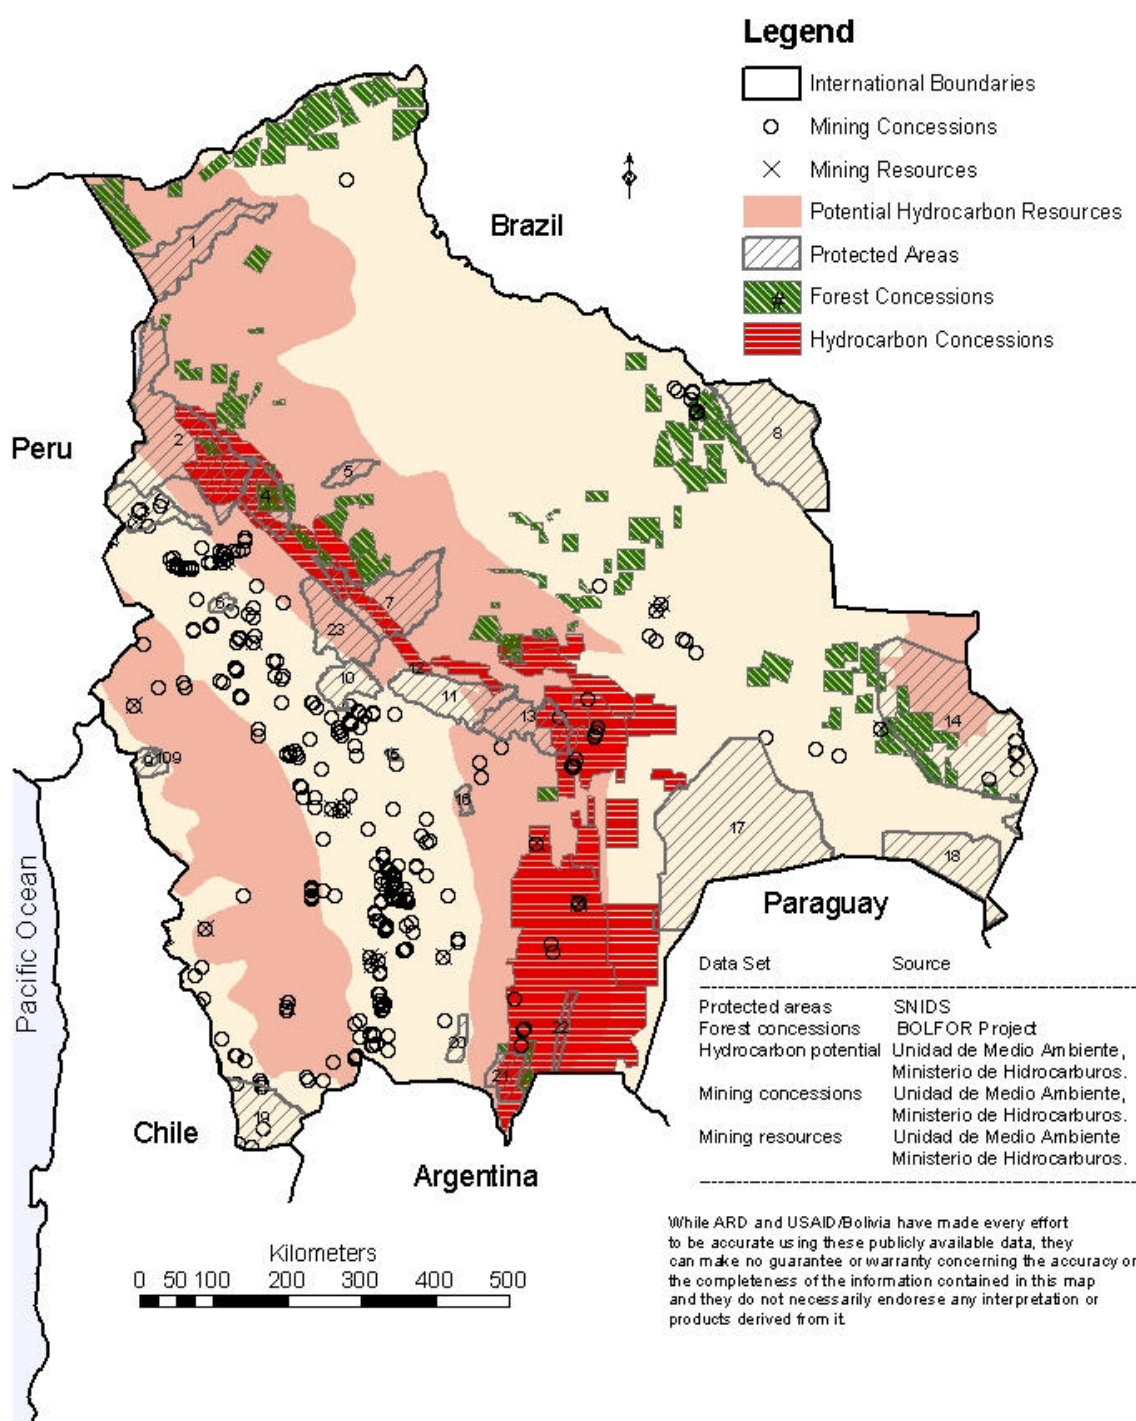 Legend
International Boundaries
Mining Concessions
Mining Resources
Potential Hydrocarbon Resources
Protected Areas
Forest Concessions
Hydrocarbon Concessions
Brazil
1
Peru
2
8
5
4
7
6
23
12
10
11
13
14
109
15
16
17
18
Pacific Ocean
Paraguay
20
22
21
19
Chile
Argentina
Data Set Source
Protected areas SNIDS
Forest concessions BOLFOR Project
Hydrocarbon potential Unidad de Medio Ambiente,
Ministerio de Hidrocarburos.
Mining concessions Unidad de Medio Ambiente,
Ministerio de Hidrocarburos.
Mining resources Unidad de Medio Ambiente
Ministerio de Hidrocarburos.
Kilometers
0 50 100 200 300 400 500
While ARD and USAID/Bolivia have made every effort
to be accurate using these publicly available data, they
can make no guarantee or warranty concerning the accuracy or
the completeness of the information contained in this map
and they do not necessarily endorese any interpretation or
products derived from it.